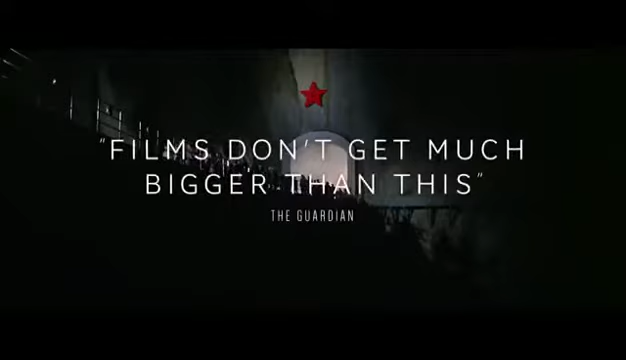 "FILMS DON'T GET MUCH
BIGGER THAN THIS"
THE GUARDIAN